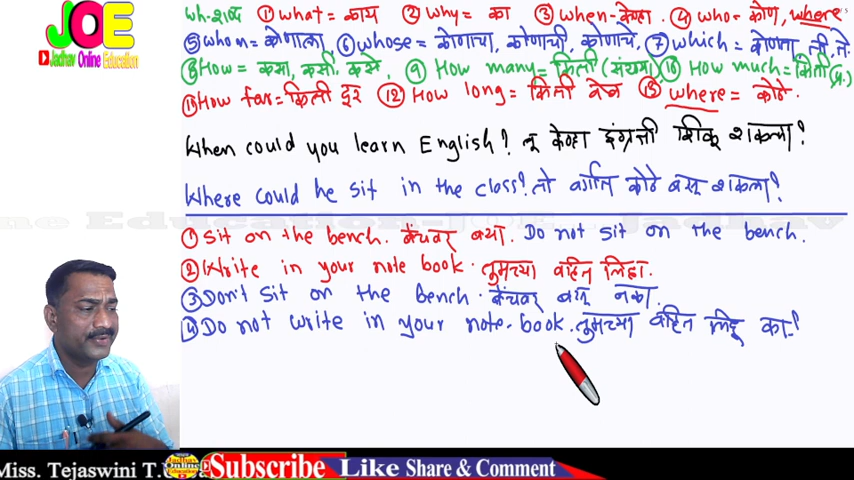 JOE
Jadhav Online Education
wh-शब्द ① what = काय ② why = का ③ when - केव्हा. ④ who - कोण, where
⑤ whom = कोणाला ⑥ whose = कोणाचा, कोणाची, कोणाचे, ⑦ which = कोणता, ती, ते.
⑧ How = कसा, कशी, कसे. ⑨ How many = किती (संख्या) ⑩ How much = किती (प्र.)
⑪ How far = किती दूर ⑫ How long = किती वेळ ⑬ where = कोठे.
When could you learn English? तू केव्हा इंग्रजी शिकू शकला?
Where could he sit in the class? तो वर्गात कोठे बसू शकला?
① Sit on the bench. बेंचवर बसा. Do not sit on the bench.
② Write in your note book. तुमच्या वहित लिहा.
③ Don't sit on the bench. बेंचवर बसू नका.
④ Do not write in your note-book. तुमच्या वहित लिहू का?
Miss. Tejaswini T. Jadhav Online Education Subscribe Like Share & Comment